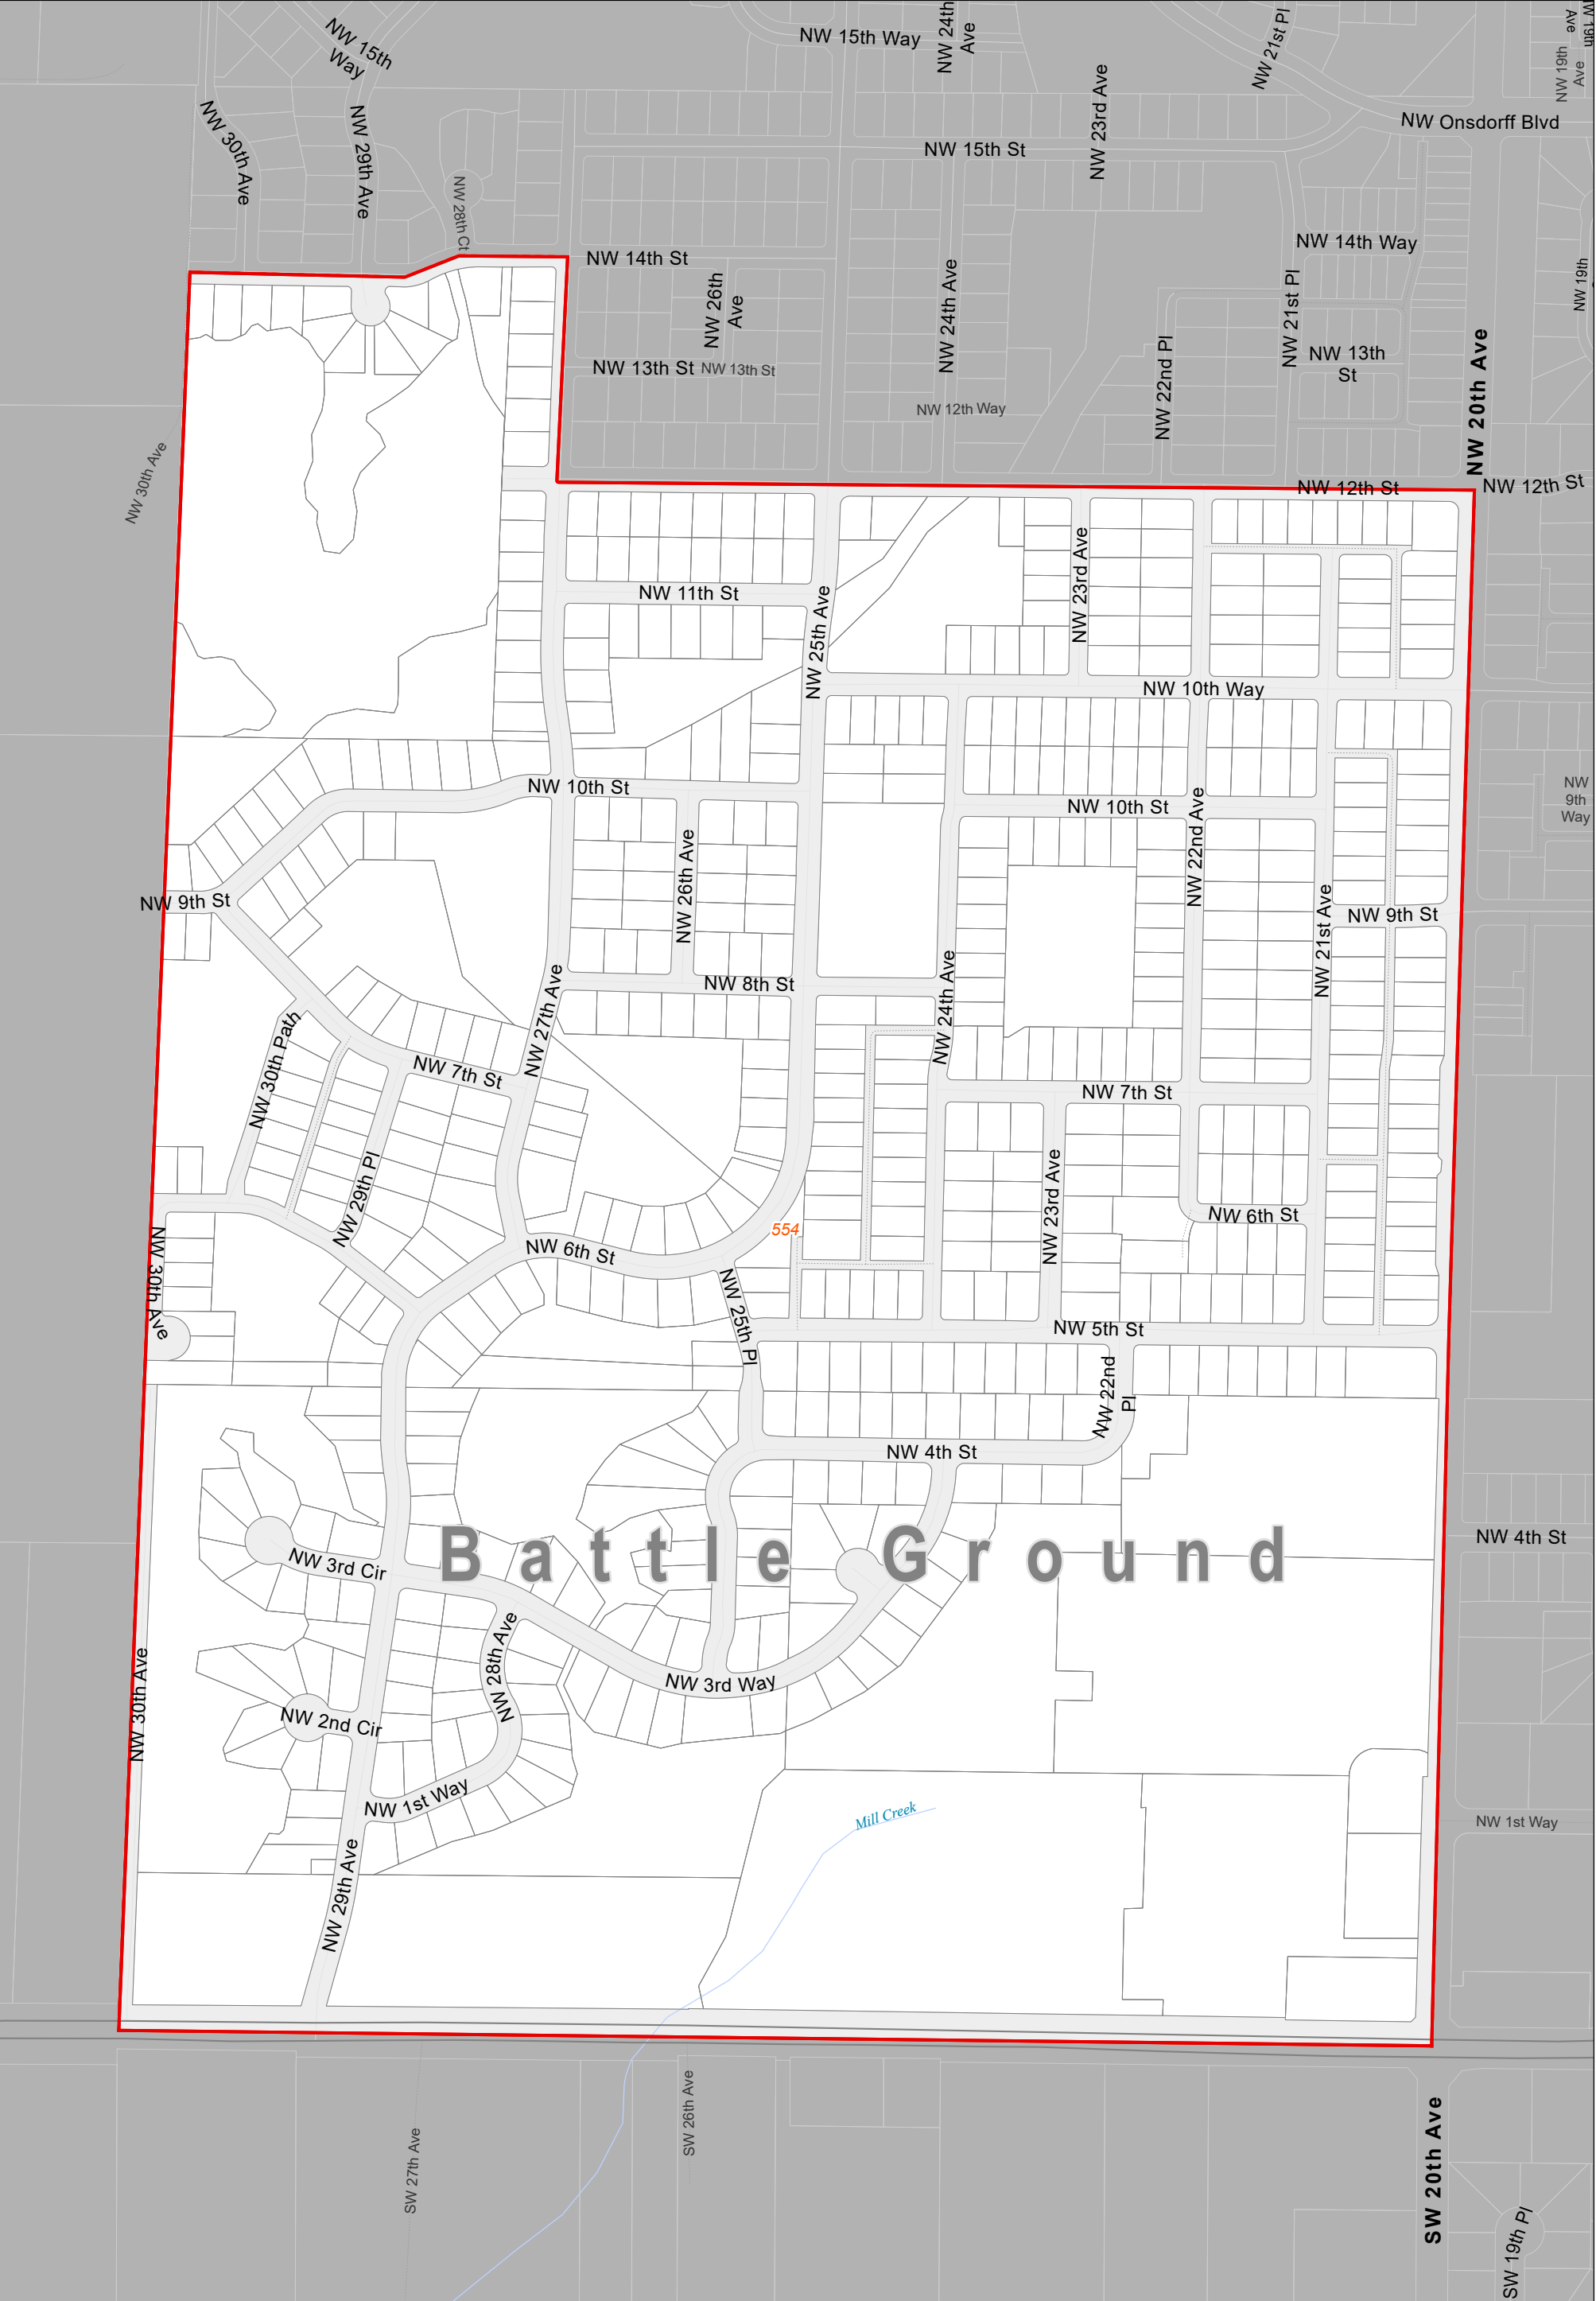 NW 15th
Way
NW 15th Way
NW 24th
Ave
NW 21st Pl
NW 19th
Ave
NW 19th
Ave
NW 30th Ave
NW 29th Ave
NW 28th Ct
NW 23rd Ave
NW 15th St
NW Onsdorff Blvd
NW 14th St
NW 14th Way
NW 26th
Ave
NW 24th Ave
NW 21st Pl
NW 19th
NW 13th St
NW 13th St
NW 13th
St
NW 22nd Pl
NW 20th Ave
NW 12th Way
NW 30th Ave
NW 12th St
NW 12th St
NW 23rd Ave
NW 11th St
NW 25th Ave
NW 10th Way
NW 10th St
NW 10th St
NW
9th
Way
NW 26th Ave
NW 22nd Ave
NW 9th St
NW 9th St
NW 21st Ave
NW 8th St
NW 27th Ave
NW 24th Ave
NW 30th Path
NW 7th St
NW 7th St
NW 29th Pl
NW 23rd Ave
NW 6th St
554
NW 6th St
NW 30th Ave
NW 25th Pl
NW 5th St
NW 22nd
Pl
NW 4th St
NW 4th St
Battle Ground
NW 3rd Cir
NW 28th Ave
NW 3rd Way
NW 30th Ave
NW 2nd Cir
NW 1st Way
Mill Creek
NW 1st Way
NW 29th Ave
SW 27th Ave
SW 26th Ave
SW 20th Ave
SW 19th Pl